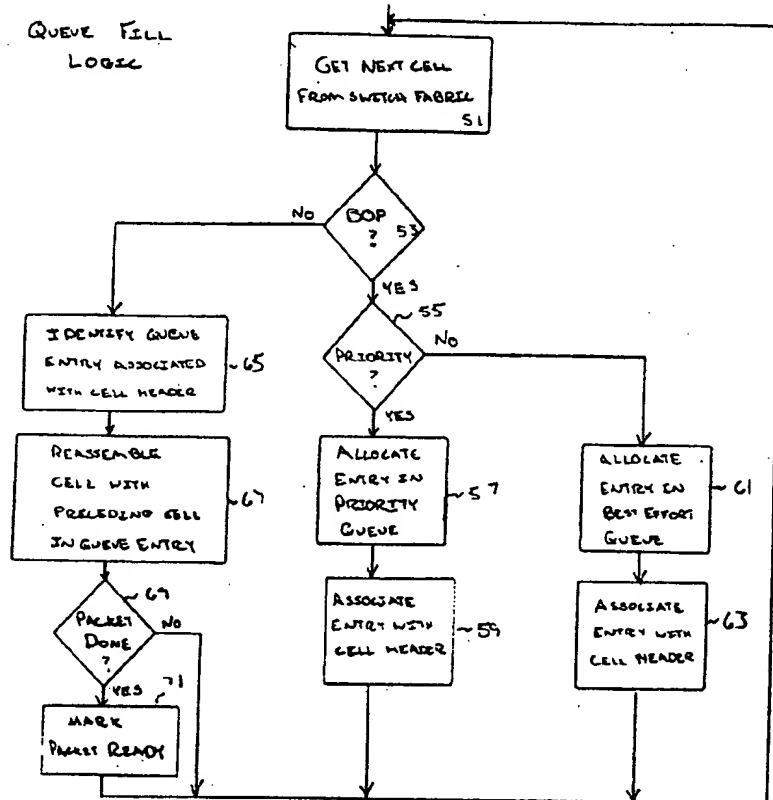 QUEUE FILL
LOGIC
GET NEXT CELL
FROM SWITCH FABRIC
51
BOP
?
53
NO
YES
55
PRIORITY
?
NO
YES
IDENTIFY QUEUE
ENTRY ASSOCIATED
WITH CELL HEADER
65
REASSEMBLE
CELL WITH
PRECEDING CELL
IN QUEUE ENTRY
67
ALLOCATE
ENTRY IN
PRIORITY
QUEUE
57
ALLOCATE
ENTRY IN
BEST EFFORT
QUEUE
61
69
PACKET
DONE
?
NO
YES
71
MARK
PACKET READY
ASSOCIATE
ENTRY WITH
CELL HEADER
59
ASSOCIATE
ENTRY WITH
CELL HEADER
63